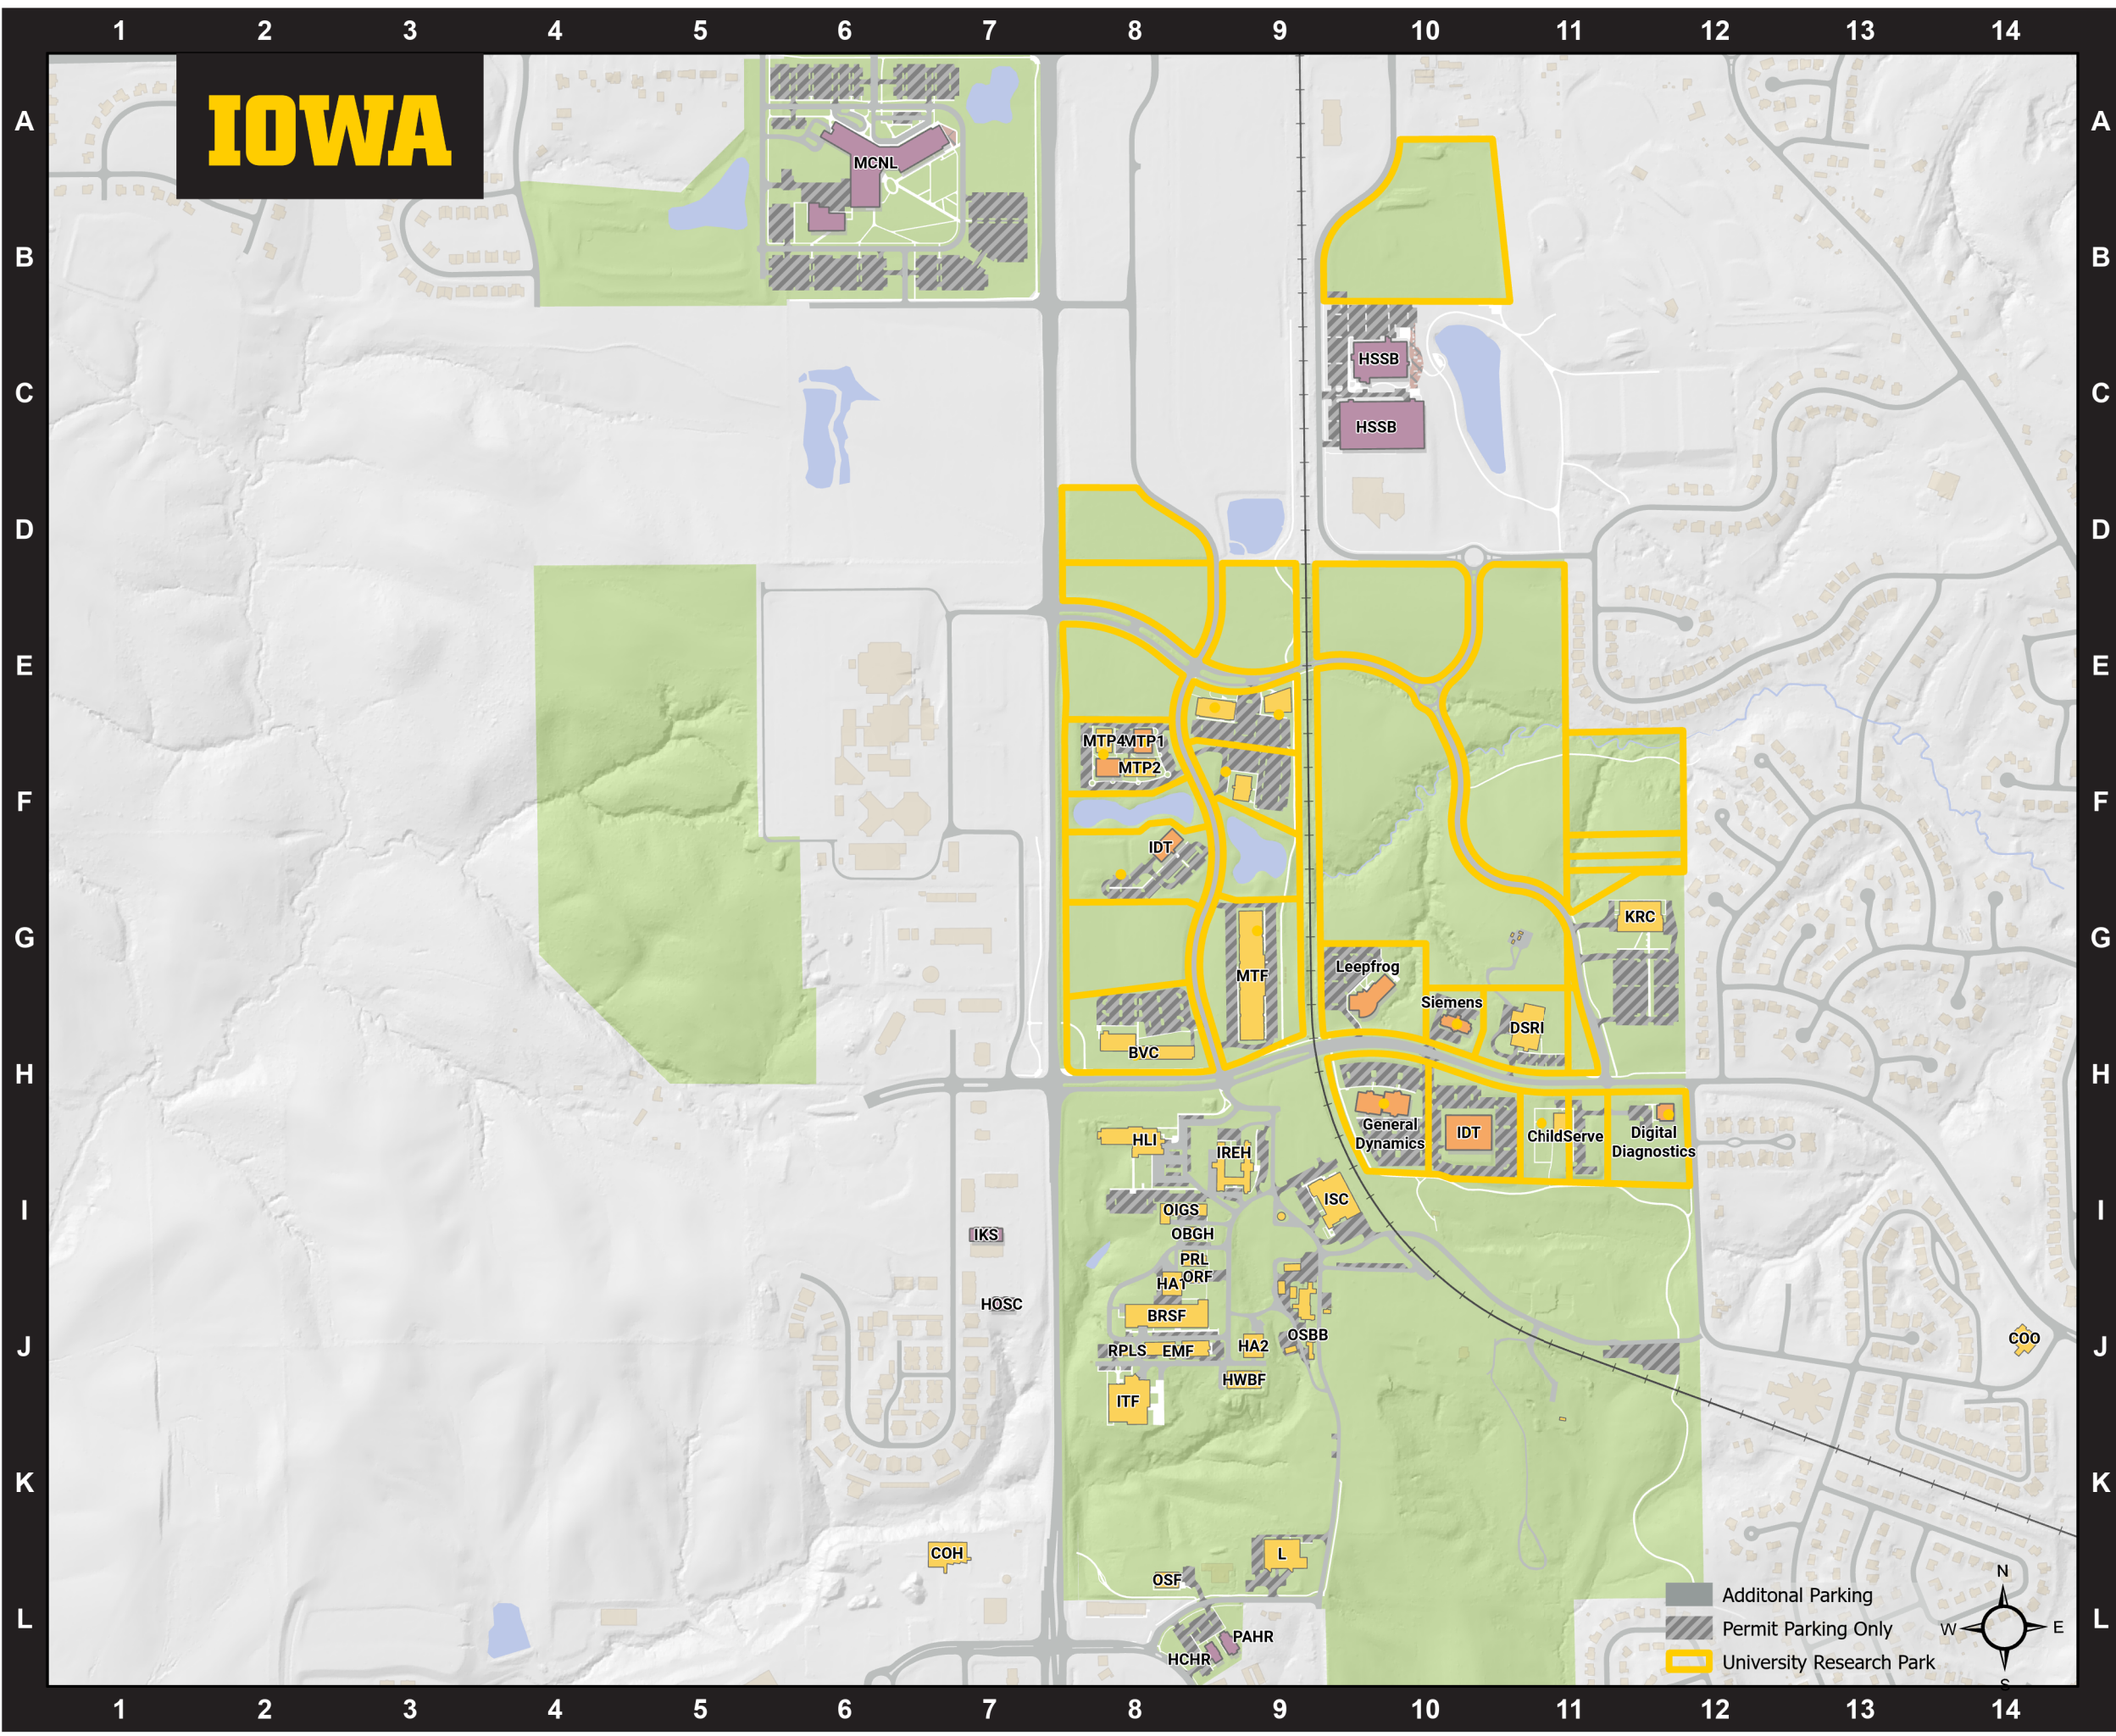 1 2 3 4 5 6 7 8 9 10 11 12 13 14
IOWA
A A
MCNL
B B
HSSB
C C
HSSB
D D
E E
MTP4 MTP1
MTP2
F F
IDT
KRC
G G
Leepfrog
MTF
Siemens
DSRI
BVC
H H
General
Dynamics
IDT
ChildServe
Digital
Diagnostics
HLI
IREH
ISC
I I
OIGS
OBGH
IKS
PRL
ORF
HA1
HOSC
BRSF
OSBB
COO
J J
HA2
RPLS EMF
HWBF
ITF
K K
COH
L
OSF
L L
PAHR
HCHR
Additonal Parking
Permit Parking Only
University Research Park
N
W E
S
1 2 3 4 5 6 7 8 9 10 11 12 13 14